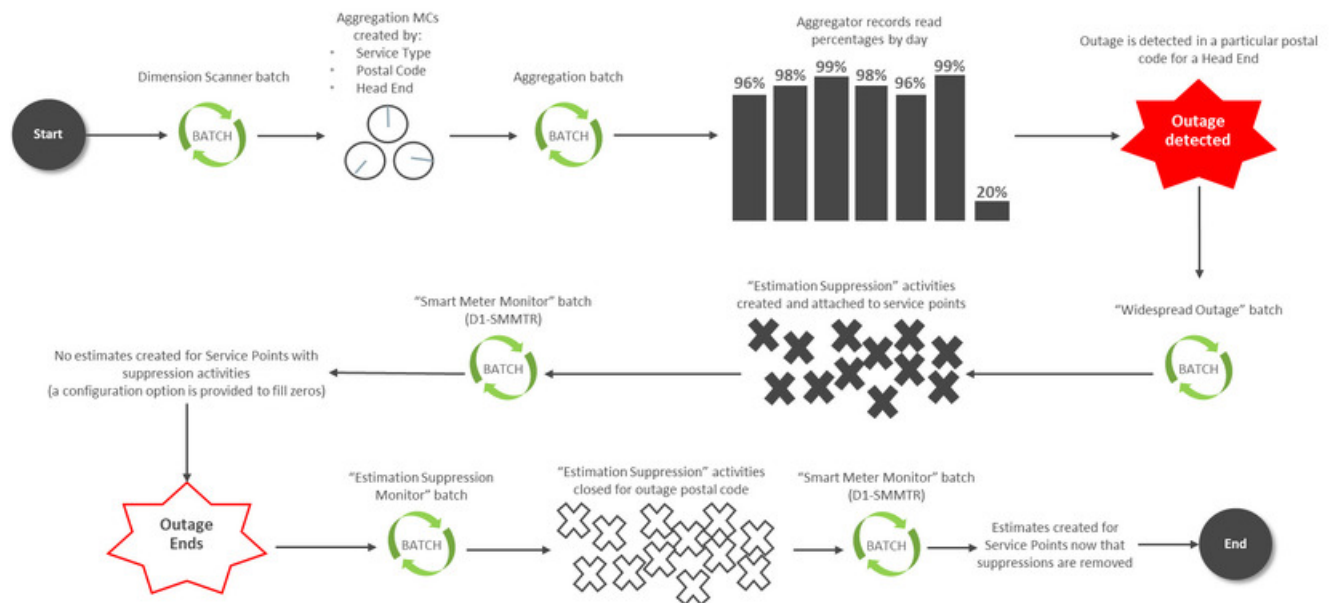 Start
Dimension Scanner batch
BATCH
Aggregation MCs
created by:
• Service Type
• Postal Code
• Head End
Aggregation batch
BATCH
Aggregator records read
percentages by day
96%
98%
99%
98%
96%
99%
20%
Outage is detected in a particular postal
code for a Head End
Outage
detected
"Widespread Outage" batch
BATCH
"Estimation Suppression" activities
created and attached to service points
"Smart Meter Monitor" batch
(D1-SMMTR)
BATCH
No estimates created for Service Points with
suppression activities
(a configuration option is provided to fill zeros)
Outage
Ends
"Estimation Suppression
Monitor" batch
BATCH
"Estimation Suppression" activities
closed for outage postal code
"Smart Meter Monitor" batch
(D1-SMMTR)
BATCH
Estimates created for
Service Points now that
suppressions are removed
End